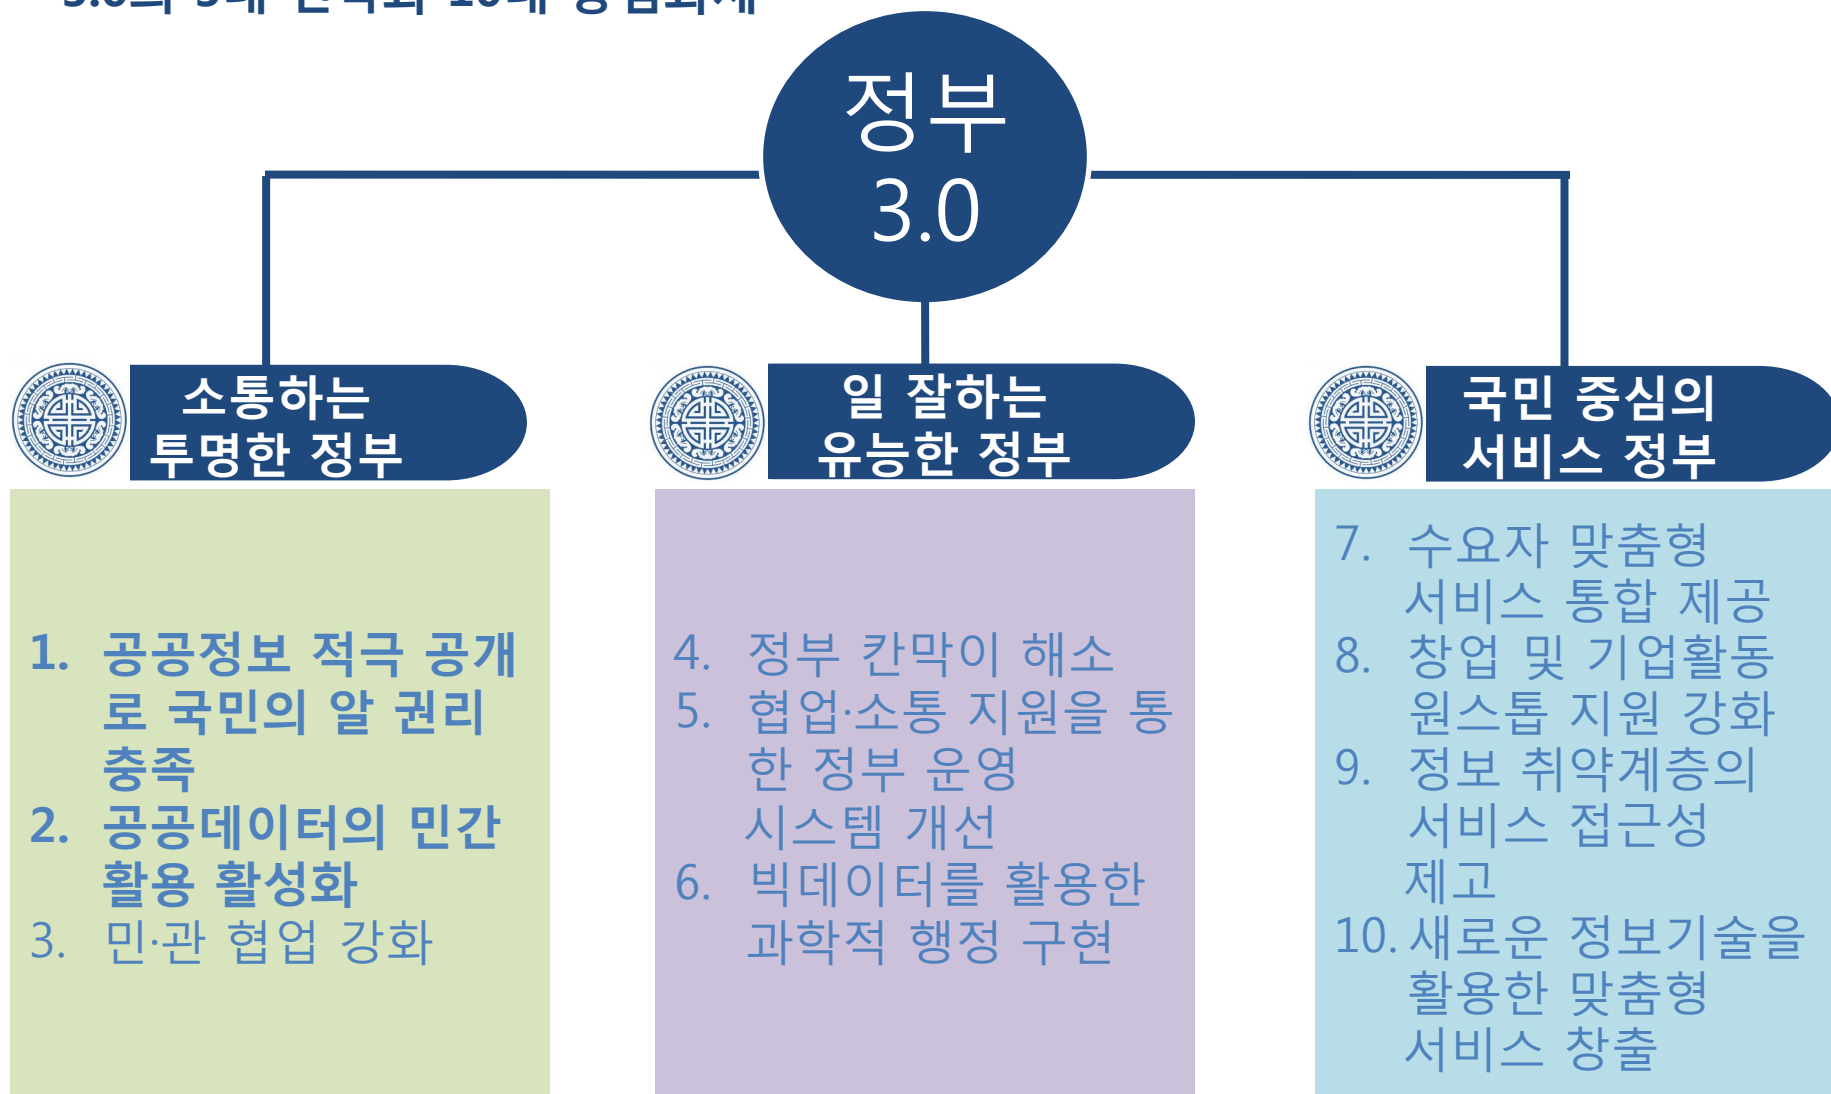 정부
3.0
소통하는
투명한 정부
일 잘하는
유능한 정부
국민 중심의
서비스 정부
1. 공공정보 적극 공개
로 국민의 알 권리
충족
2. 공공데이터의 민간
활용 활성화
3. 민·관 협업 강화
4. 정부 칸막이 해소
5. 협업·소통 지원을 통
한 정부 운영
시스템 개선
6. 빅데이터를 활용한
과학적 행정 구현
7. 수요자 맞춤형
서비스 통합 제공
8. 창업 및 기업활동
원스톱 지원 강화
9. 정보 취약계층의
서비스 접근성
제고
10. 새로운 정보기술을
활용한 맞춤형
서비스 창출